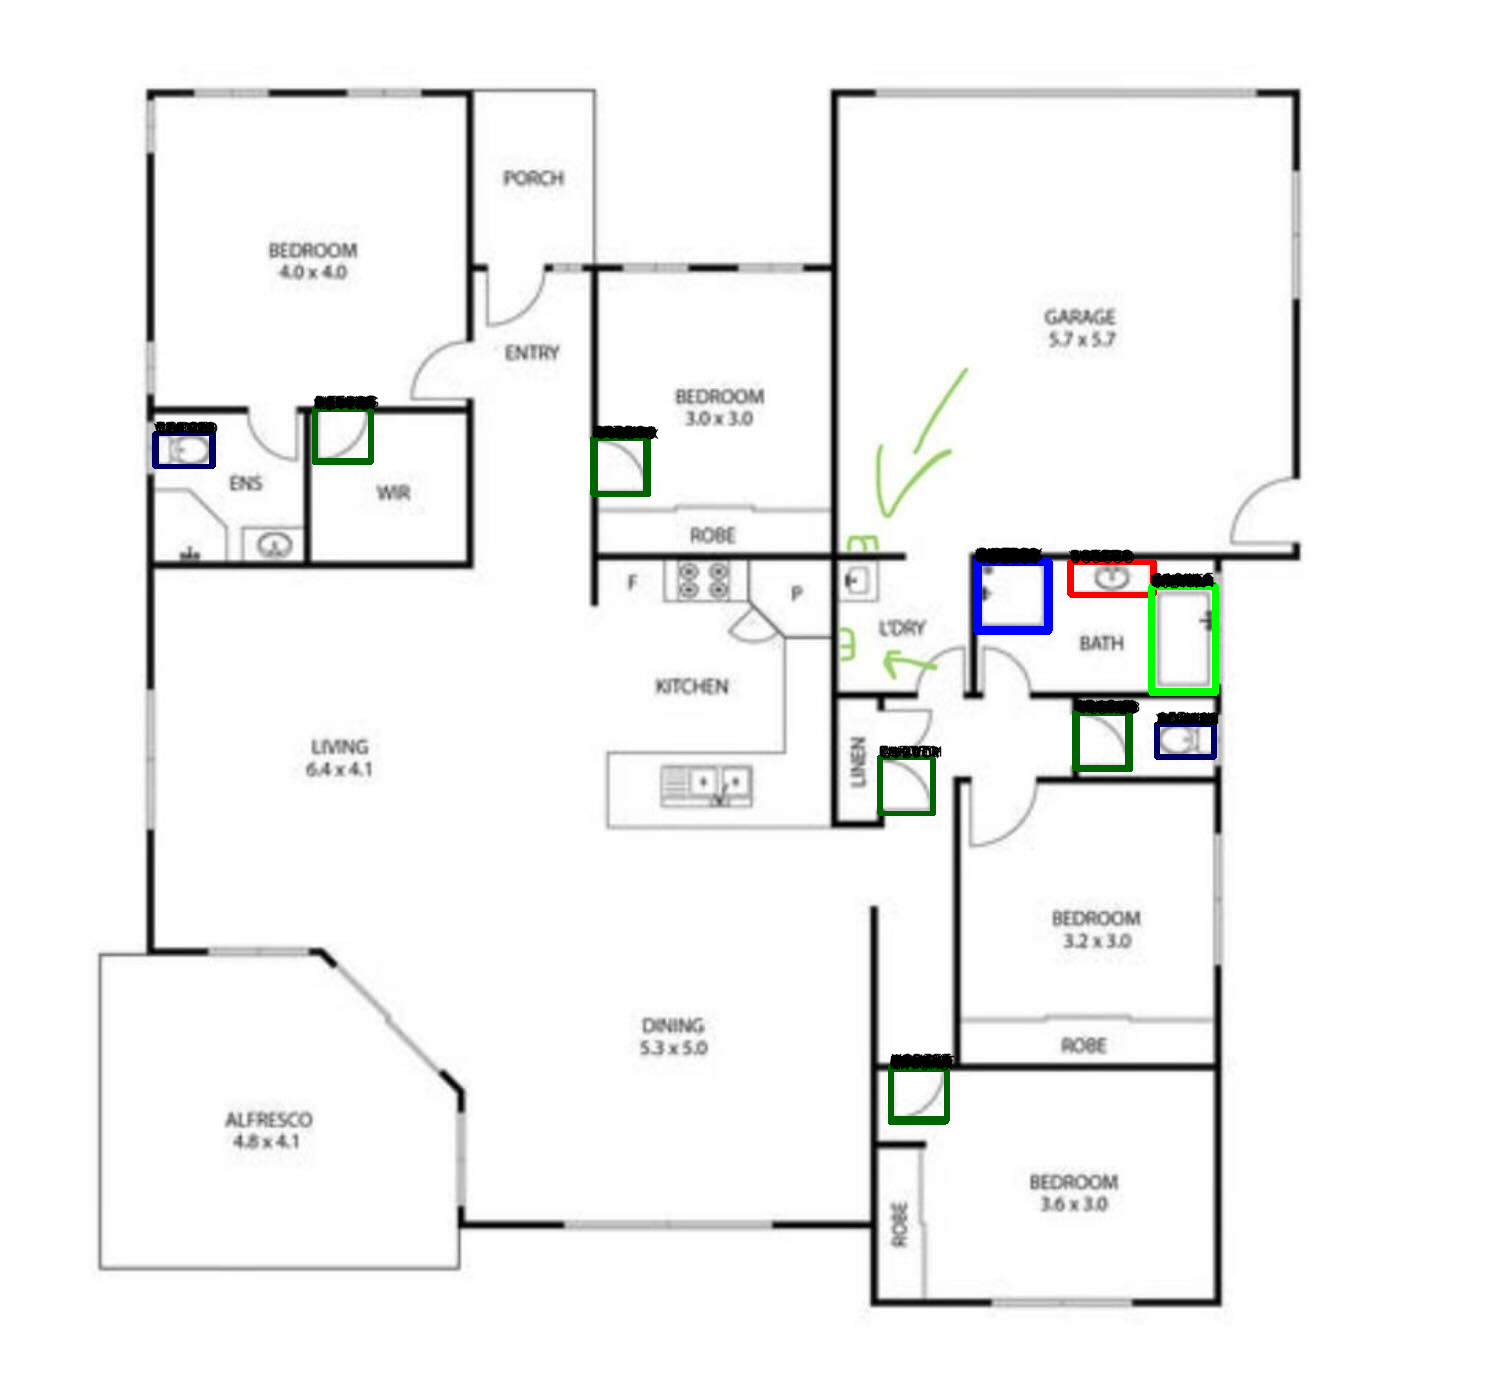 PORCH
BEDROOM
4.0 x 4.0
GARAGE
5.7 x 5.7
ENTRY
BEDROOM
3.0 x 3.0
ENS
WIR
ROBE
F
P
L'DRY
BATH
KITCHEN
LIVING
6.4 x 4.1
LINEN
BEDROOM
3.2 x 3.0
DINING
5.3 x 5.0
ROBE
ALFRESCO
4.8 x 4.1
BEDROOM
3.6 x 3.0
ROBE